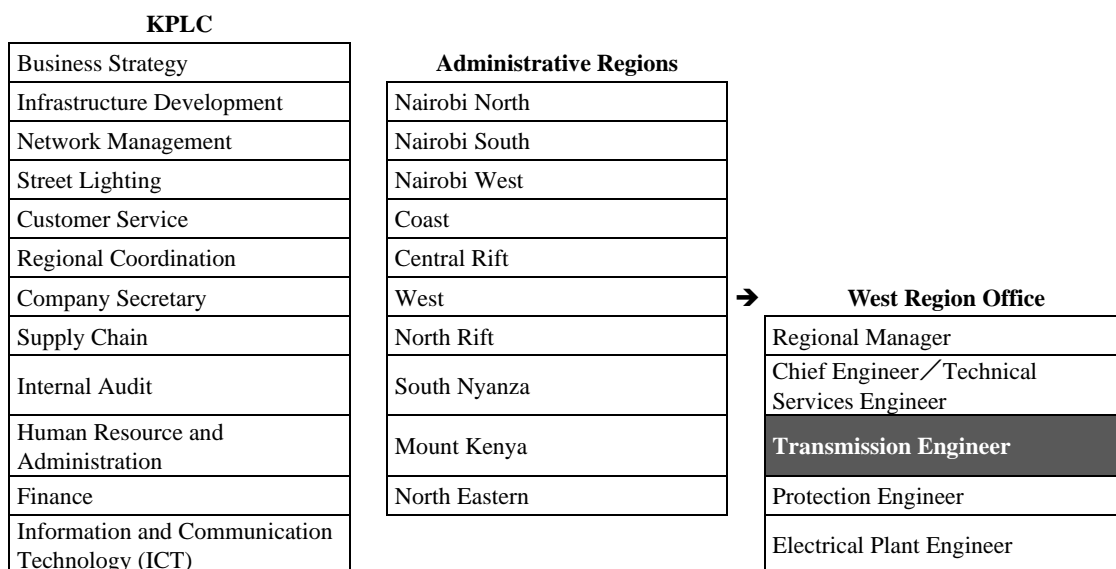 KPLC
Business Strategy
Infrastructure Development
Network Management
Street Lighting
Customer Service
Regional Coordination
Company Secretary
Supply Chain
Internal Audit
Human Resource and
Administration
Finance
Information and Communication
Technology (ICT)
Administrative Regions
Nairobi North
Nairobi South
Nairobi West
Coast
Central Rift
West
North Rift
South Nyanza
Mount Kenya
North Eastern
➔
West Region Office
Regional Manager
Chief Engineer／Technical
Services Engineer
Transmission Engineer
Protection Engineer
Electrical Plant Engineer